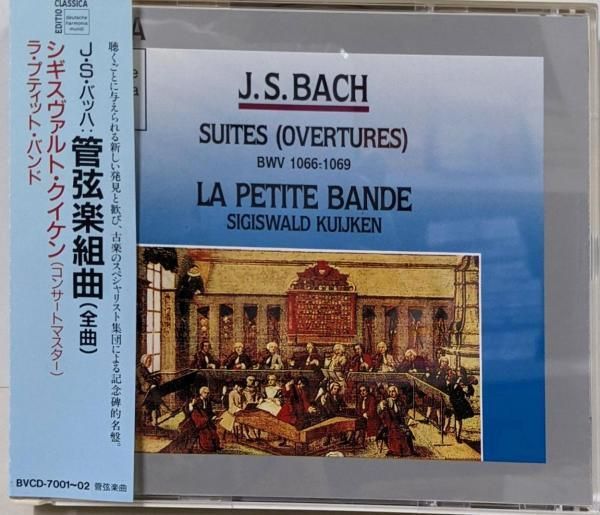 EDITIO CLASSICA
deutsche
harmonia
mundi
聴くごとに与えられる新しい発見と歓び、古楽のスペシャリスト集団による記念碑的名盤。
J・S・バッハ：管弦楽組曲(全曲)
シギスヴァルト・クイケン(コンサートマスター)
ラ・プティット・バンド
BVCD-7001~02 管弦楽曲
A
e
a
J.S.BACH
SUITES (OVERTURES)
BWV 1066-1069
LA PETITE BANDE
SIGISWALD KUIJKEN